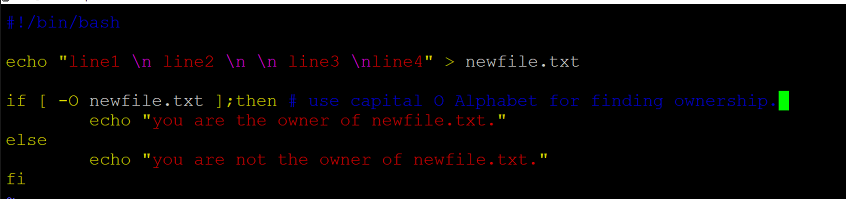 #!/bin/bash
echo "line1 \n line2 \n \n line3 \nline4" > newfile.txt
if [ -O newfile.txt ];then # use capital O Alphabet for finding ownership.
echo "you are the owner of newfile.txt."
else
echo "you are not the owner of newfile.txt."
fi
~